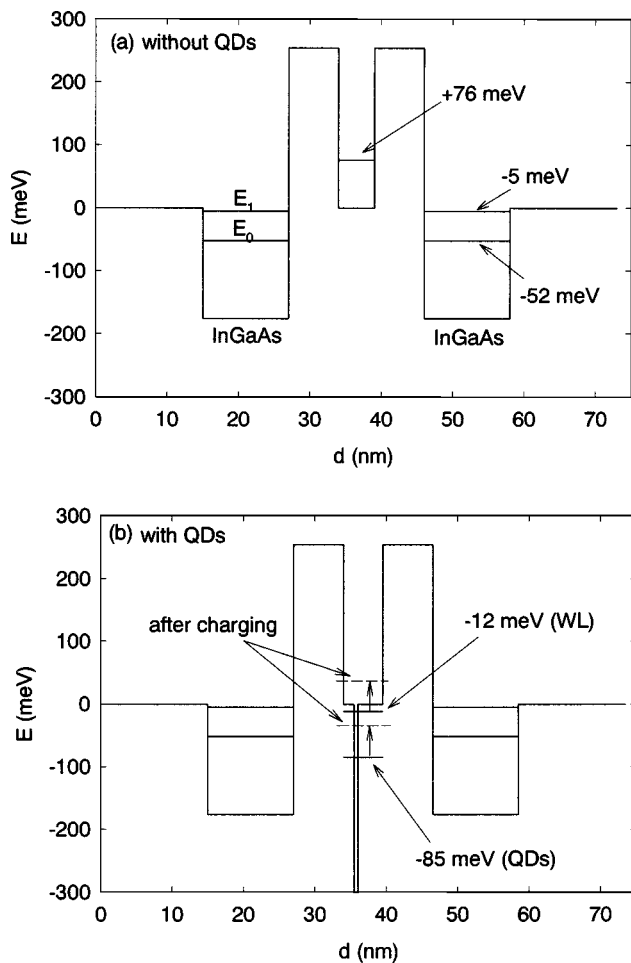 300
(a) without QDs
200
+76 meV
100
-5 meV
0
E1
E (meV)
E0
-100
-52 meV
-200
InGaAs
InGaAs
-300
0 10 20 30 40 50 60 70
d (nm)
300
(b) with QDs
200
-12 meV (WL)
after charging
100
0
E (meV)
-100
-200
-85 meV (QDs)
-300
0 10 20 30 40 50 60 70
d (nm)